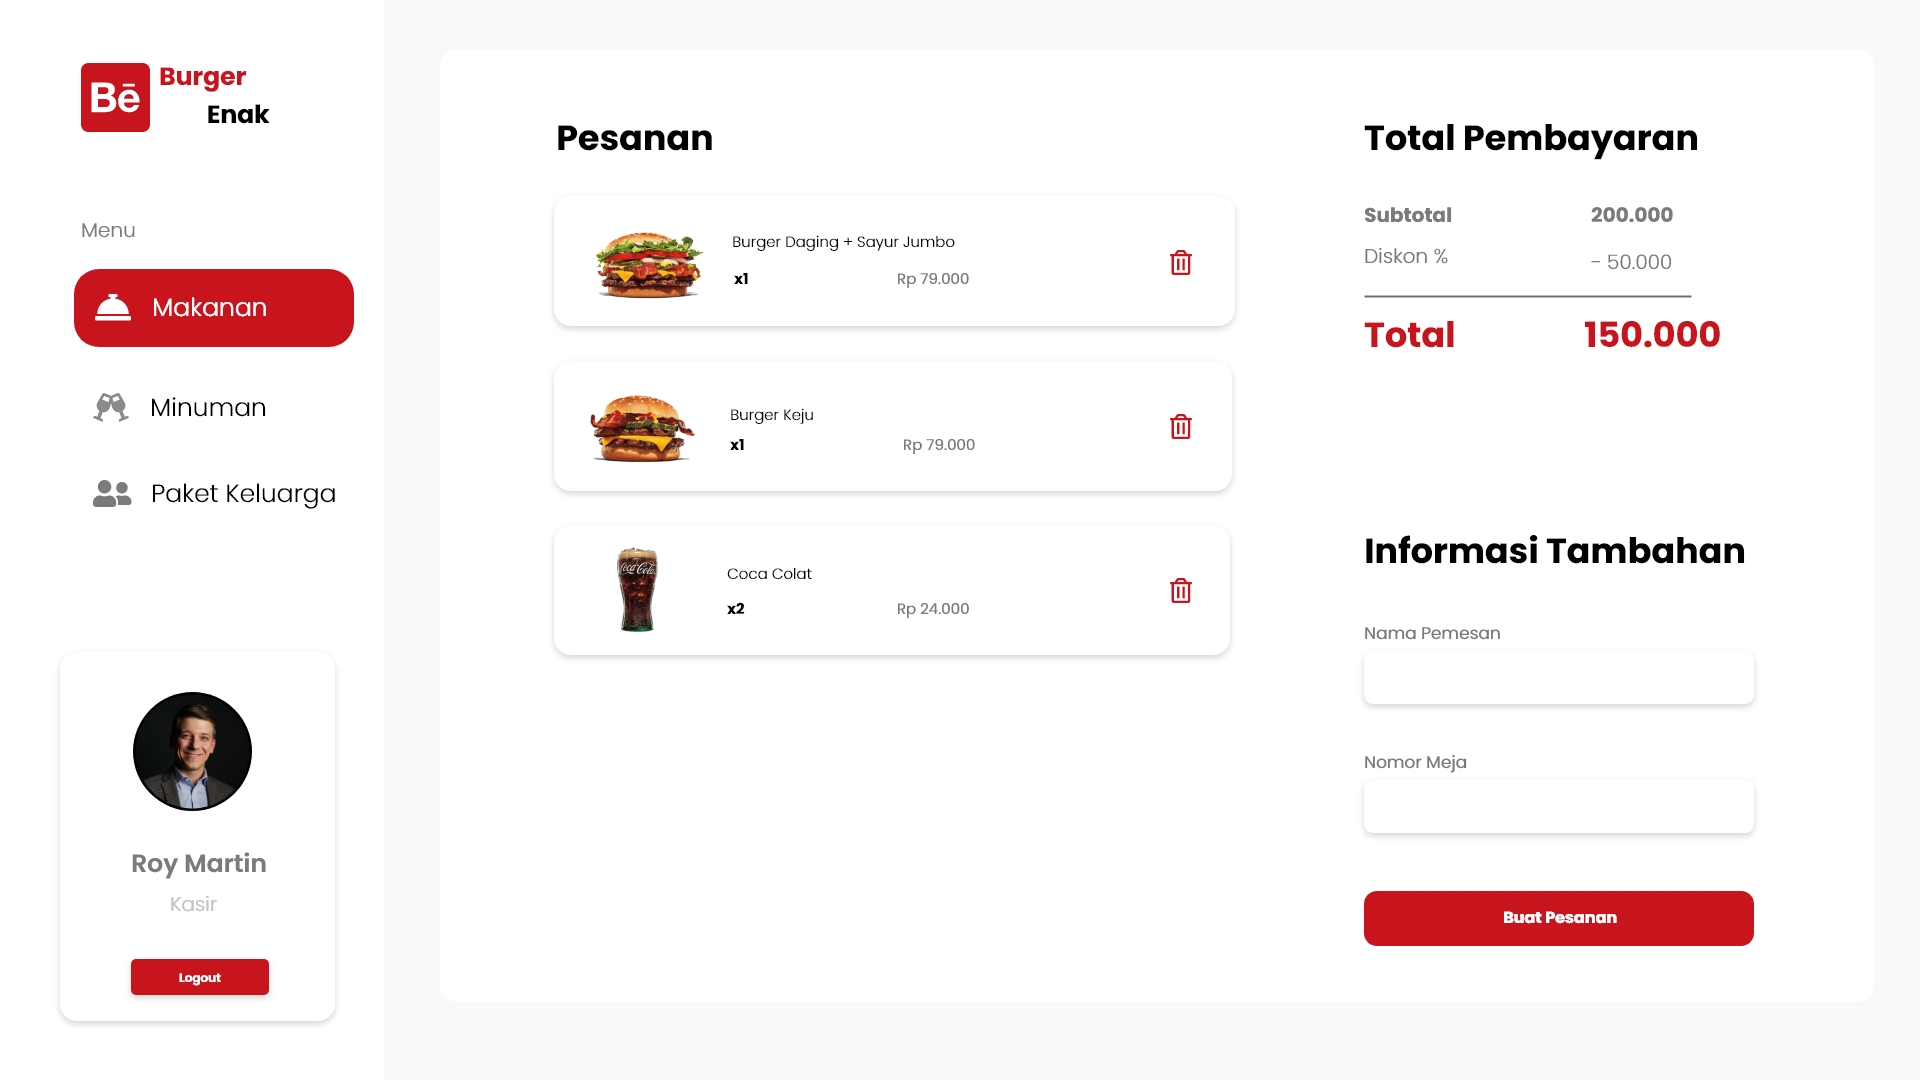 Bē
Burger
Enak
Menu
Makanan
Minuman
Paket Keluarga
Roy Martin
Kasir
Logout
Pesanan
Burger Daging + Sayur Jumbo
x1 Rp 79.000
Burger Keju
x1 Rp 79.000
Coca Cola
Coca Colat
x2 Rp 24.000
Total Pembayaran
Subtotal 200.000
Diskon % - 50.000
Total 150.000
Informasi Tambahan
Nama Pemesan
Nomor Meja
Buat Pesanan